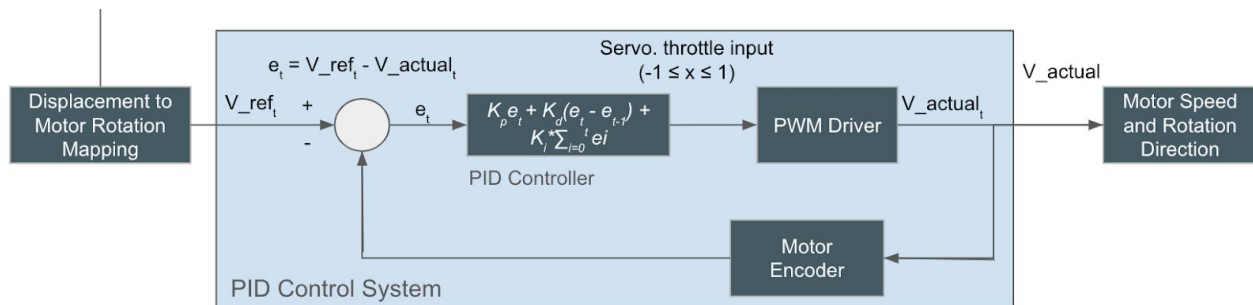 Servo. throttle input
(-1 ≤ x ≤ 1)
e_t = V_ref_t - V_actual_t
V_actual
Displacement to
Motor Rotation
Mapping
V_ref_t
+
-
e_t
K_p e_t + K_d(e_t - e_{t-1}) +
K_i*∑_{i=0}^t ei
PID Controller
PWM Driver
V_actual_t
Motor Speed
and Rotation
Direction
Motor
Encoder
PID Control System